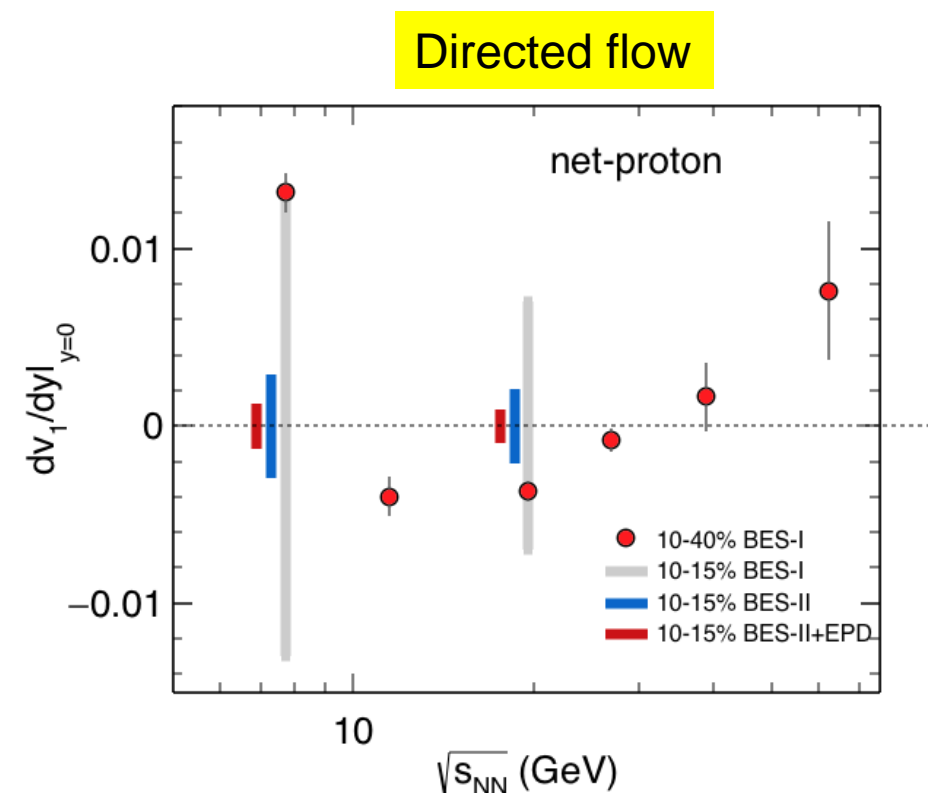 Directed flow
net-proton
0.01
0
−0.01
dv₁/dy|y=0
10-40% BES-I
10-15% BES-I
10-15% BES-II
10-15% BES-II+EPD
10
√sNN (GeV)